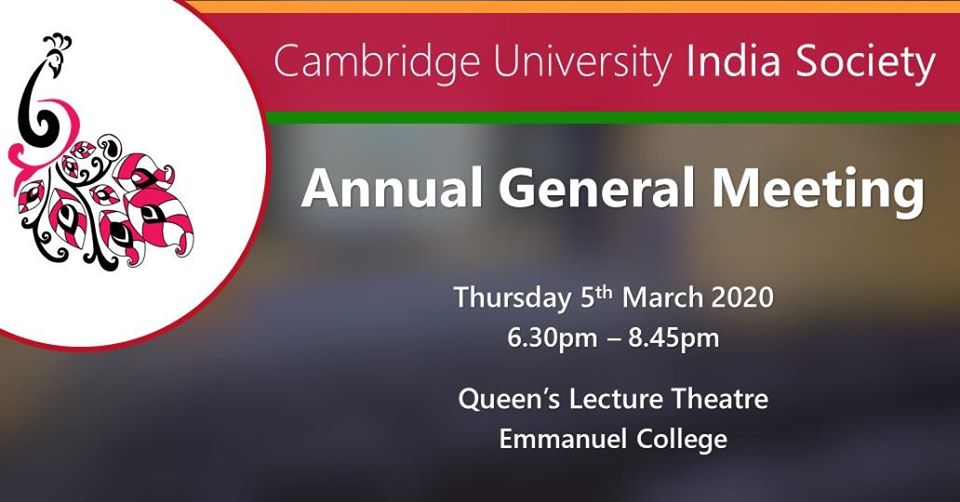 Cambridge University India Society
Annual General Meeting
Thursday 5th March 2020
6.30pm – 8.45pm
Queen's Lecture Theatre
Emmanuel College